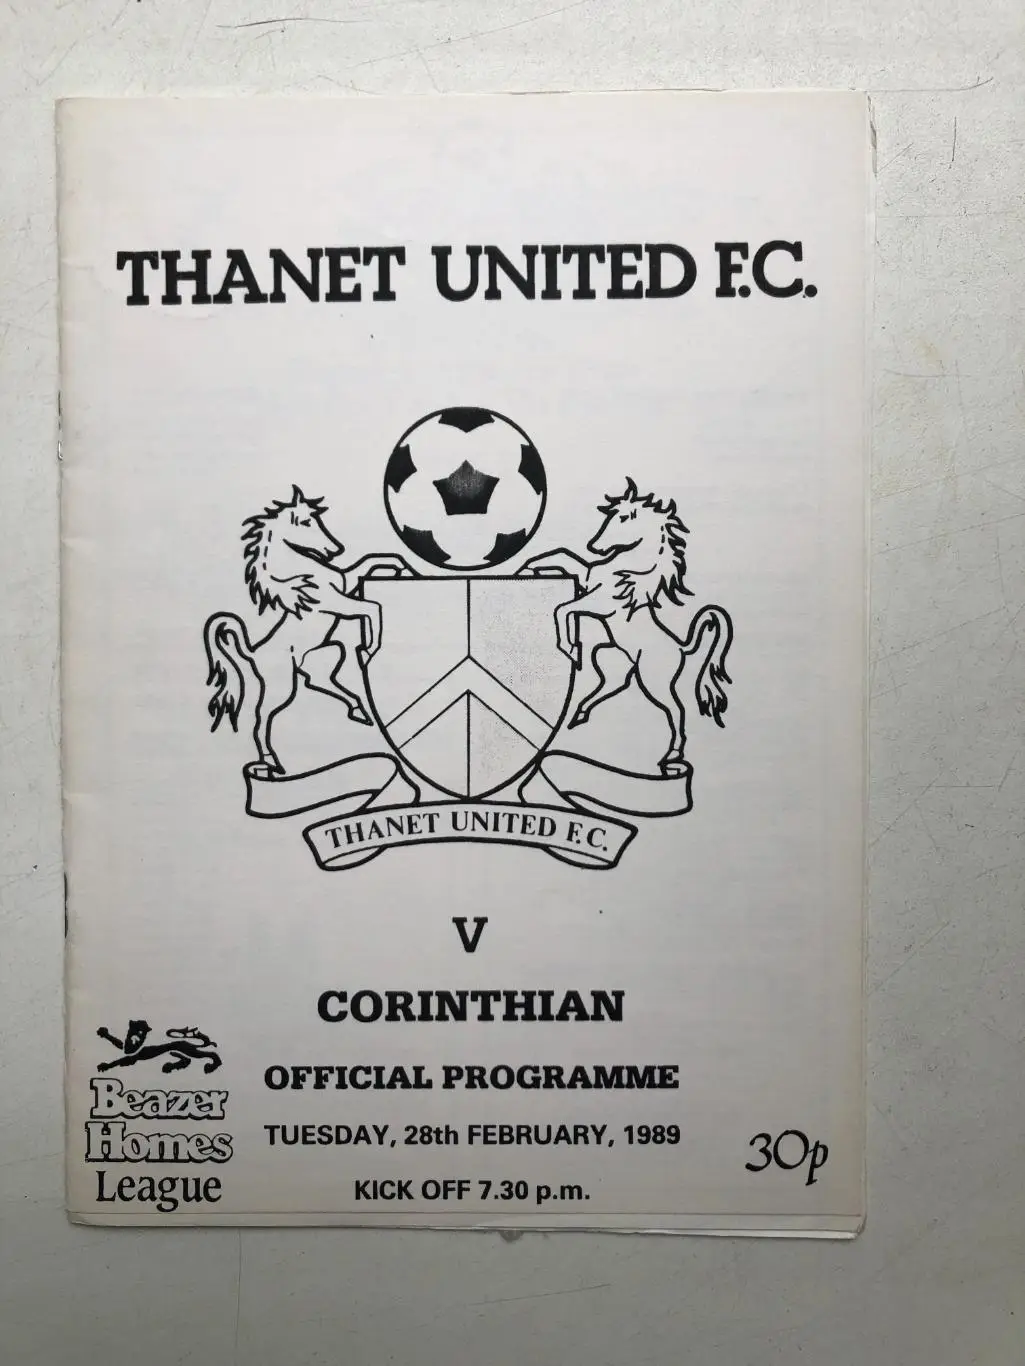 THANET UNITED F.C.
THANET UNITED F.C.
V
CORINTHIAN
OFFICIAL PROGRAMME
TUESDAY, 28th FEBRUARY, 1989
KICK OFF 7.30 p.m.
Beazer
Homes
League
30p